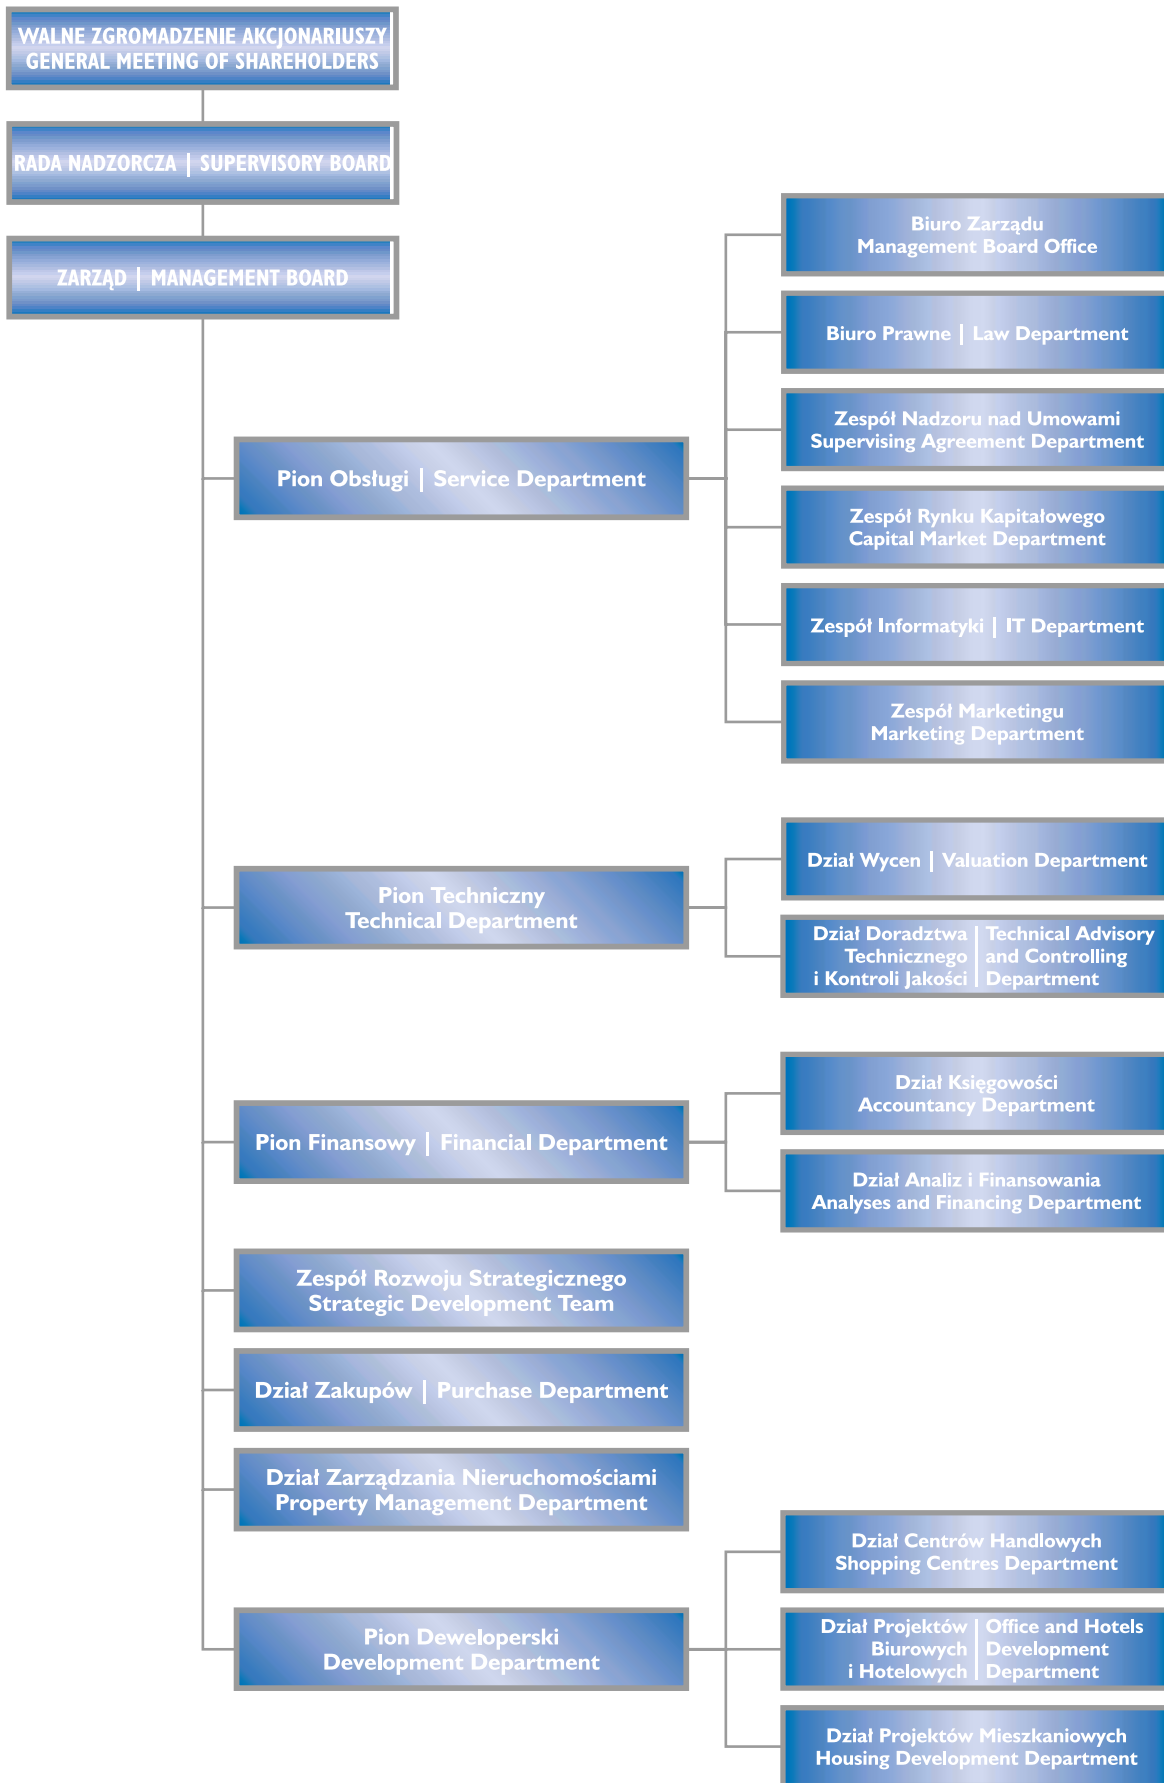 WALNE ZGROMADZENIE AKCJONARIUSZY
GENERAL MEETING OF SHAREHOLDERS
RADA NADZORCZA | SUPERVISORY BOARD
ZARZĄD | MANAGEMENT BOARD
Pion Obsługi | Service Department
Biuro Zarządu
Management Board Office
Biuro Prawne | Law Department
Zespół Nadzoru nad Umowami
Supervising Agreement Department
Zespół Rynku Kapitałowego
Capital Market Department
Zespół Informatyki | IT Department
Zespół Marketingu
Marketing Department
Pion Techniczny
Technical Department
Dział Wycen | Valuation Department
Dział Doradztwa | Technical Advisory
Technicznego | and Controlling
i Kontroli Jakości | Department
Pion Finansowy | Financial Department
Dział Księgowości
Accountancy Department
Dział Analiz i Finansowania
Analyses and Financing Department
Zespół Rozwoju Strategicznego
Strategic Development Team
Dział Zakupów | Purchase Department
Dział Zarządzania Nieruchomościami
Property Management Department
Pion Deweloperski
Development Department
Dział Centrów Handlowych
Shopping Centres Department
Dział Projektów | Office and Hotels
Biurowych | Development
i Hotelowych | Department
Dział Projektów Mieszkaniowych
Housing Development Department